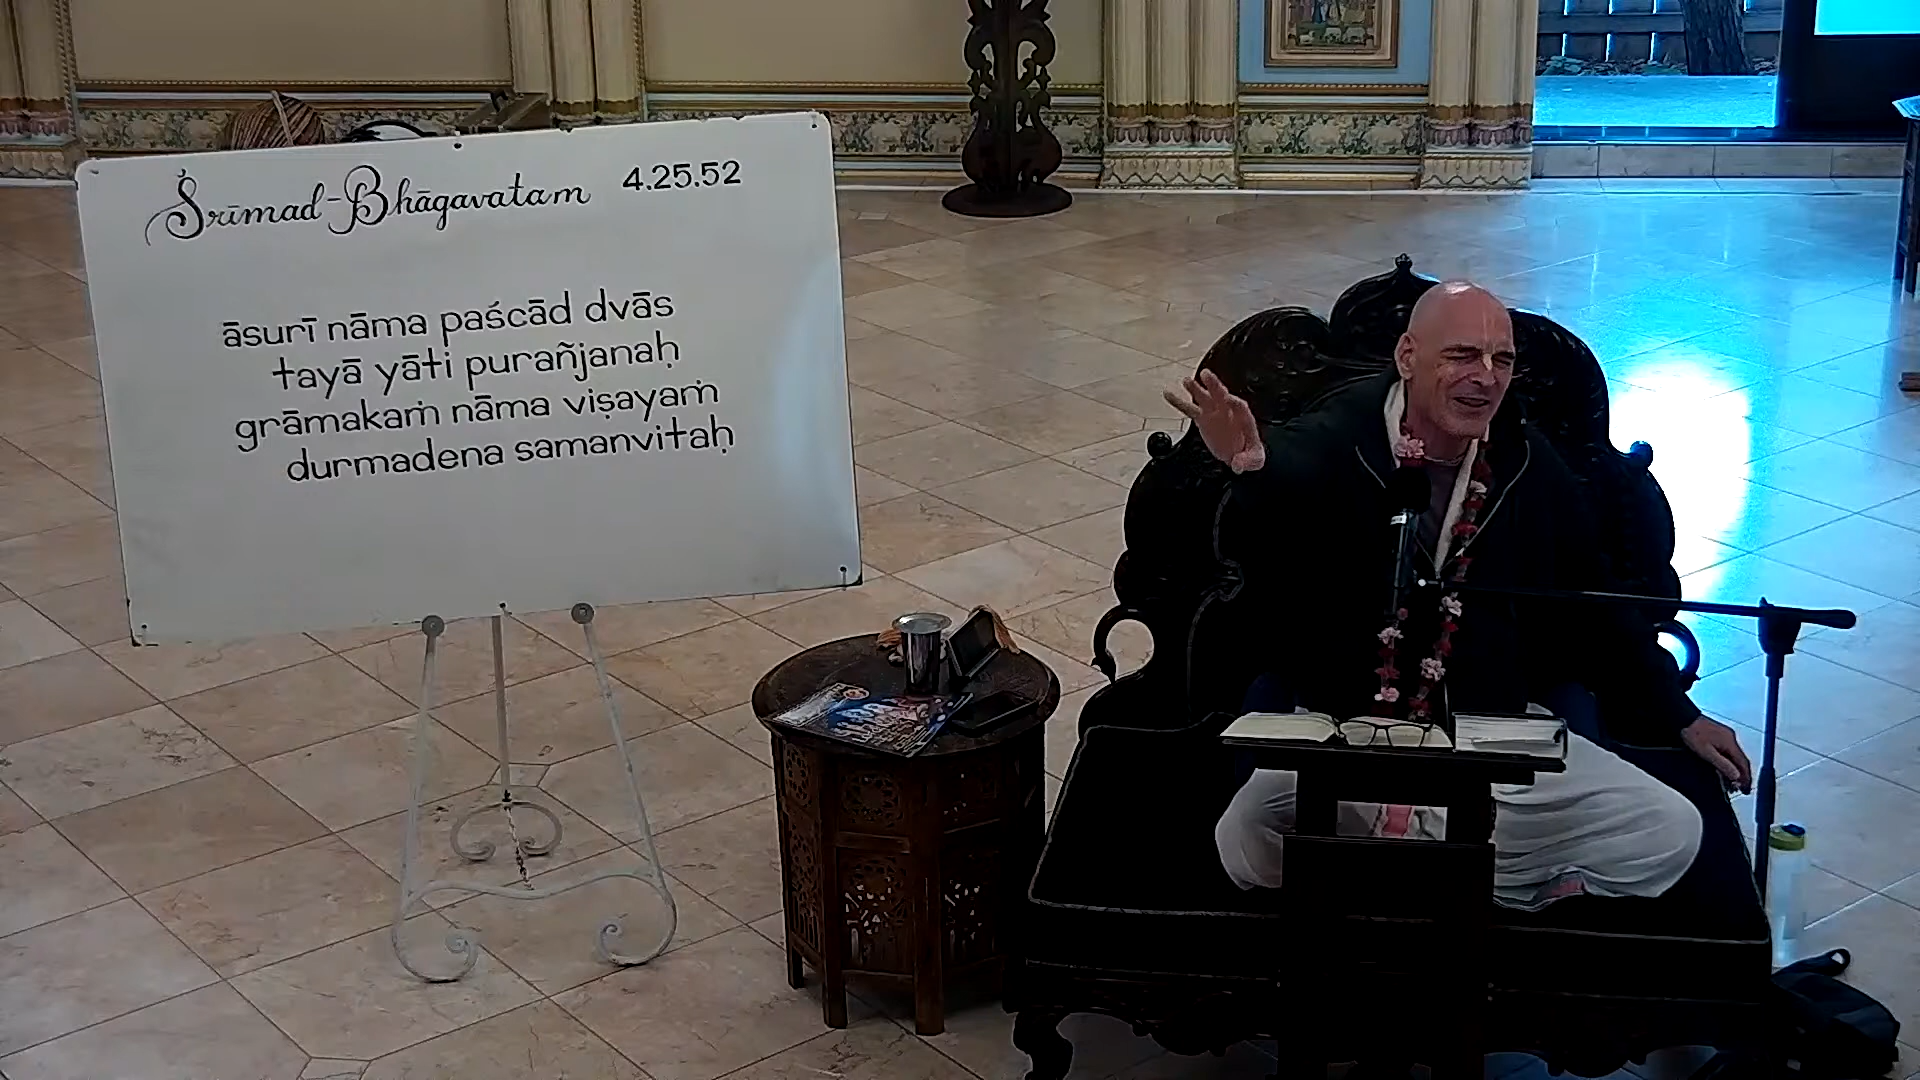 Śrīmad-Bhāgavatam 4.25.52
āsurī nāma paścād dvās
tayā yāti purañjanaḥ
grāmakaṁ nāma viṣayaṁ
durmadena samanvitaḥ